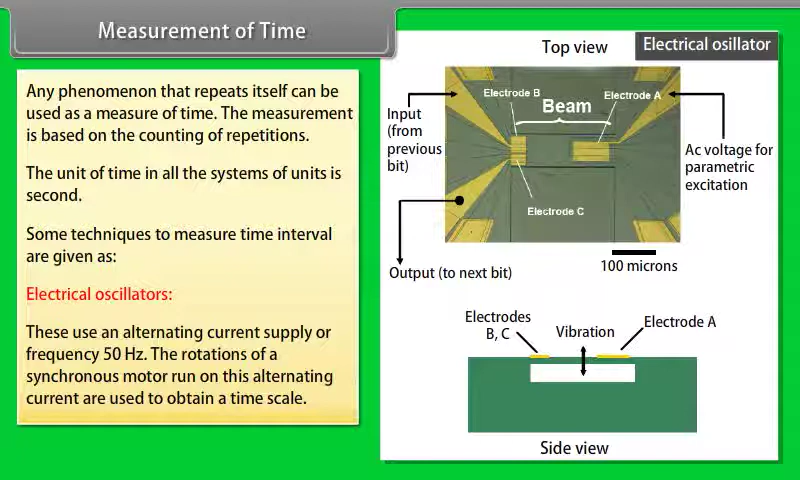 Measurement of Time
Any phenomenon that repeats itself can be
used as a measure of time. The measurement
is based on the counting of repetitions.
The unit of time in all the systems of units is
second.
Some techniques to measure time interval
are given as:
Electrical oscillators:
These use an alternating current supply or
frequency 50 Hz. The rotations of a
synchronous motor run on this alternating
current are used to obtain a time scale.
Top view
Electrical osillator
Input
(from
previous
bit)
Electrode B
Beam
Electrode A
Electrode C
Ac voltage for
parametric
excitation
Output (to next bit)
100 microns
Electrodes
B, C
Vibration
Electrode A
Side view